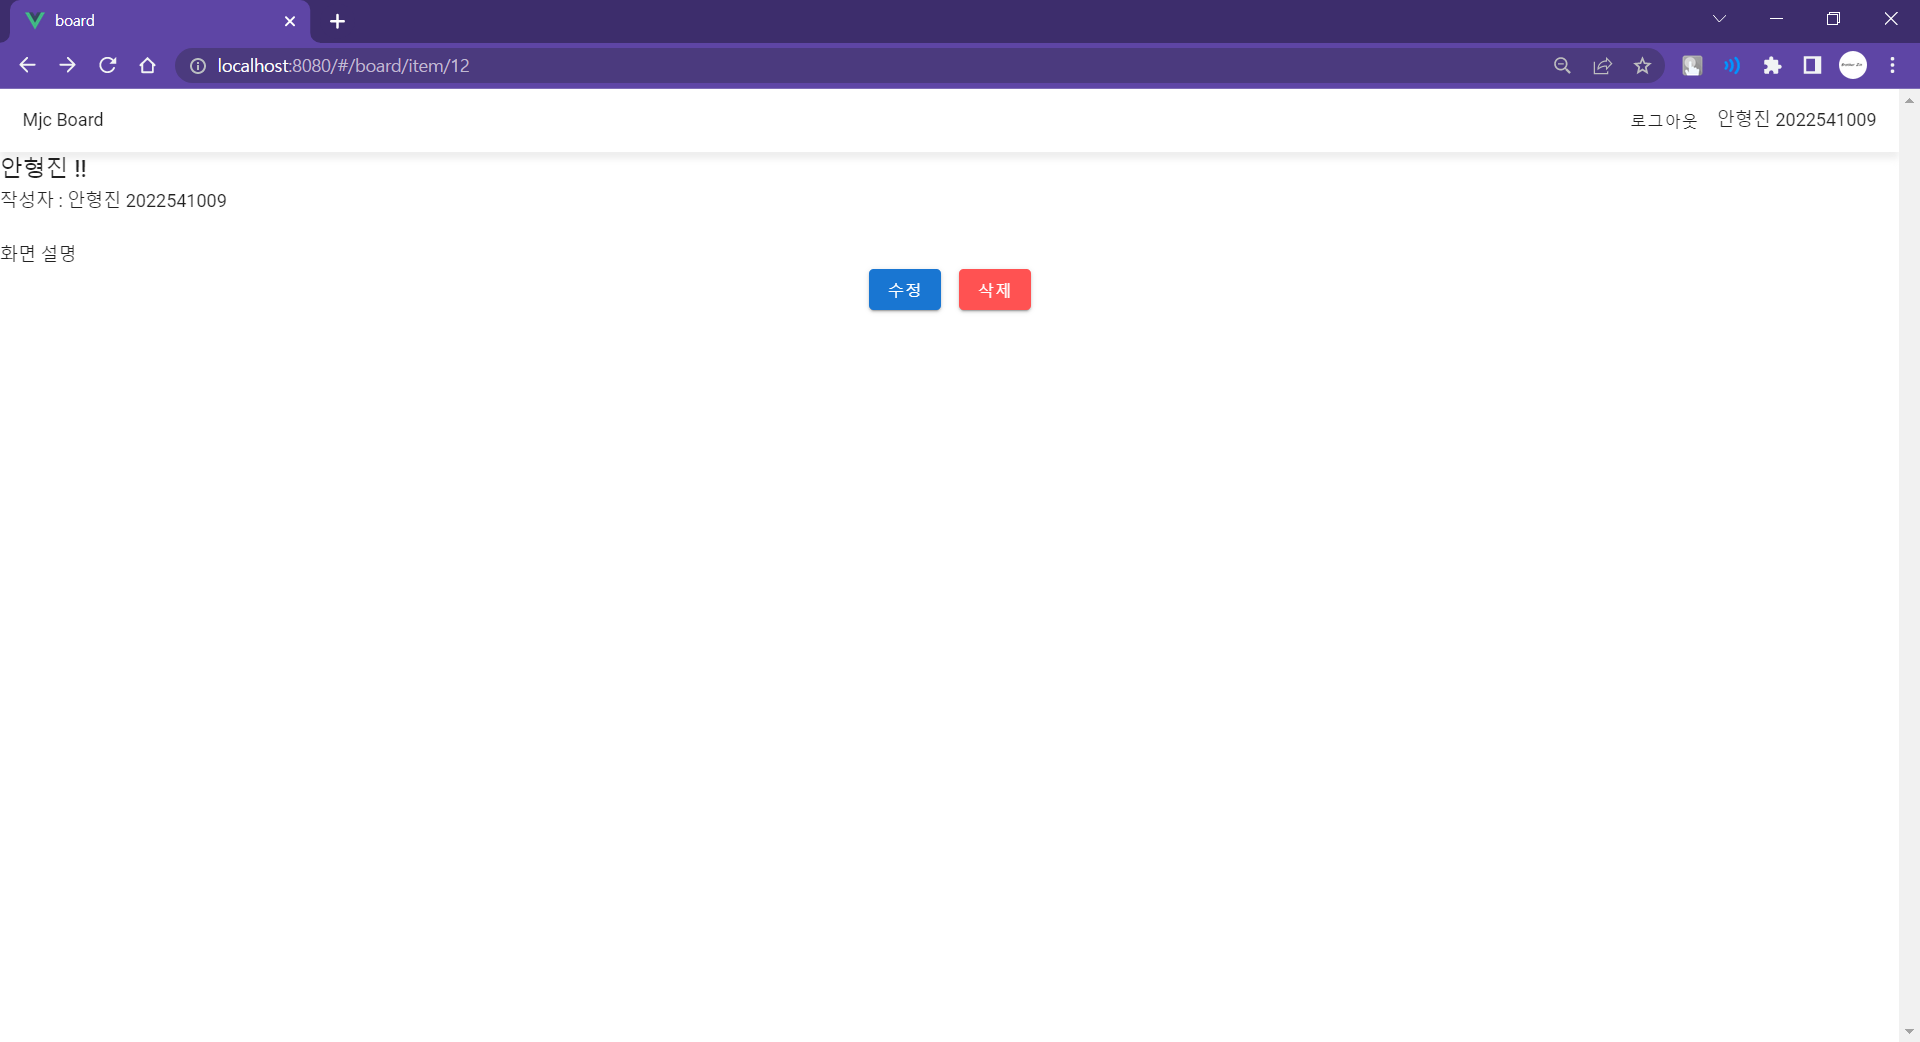 board
localhost:8080/#/board/item/12
Mjc Board
로그아웃 안형진 2022541009
안형진 !!
작성자 : 안형진 2022541009
화면 설명
수정 삭제